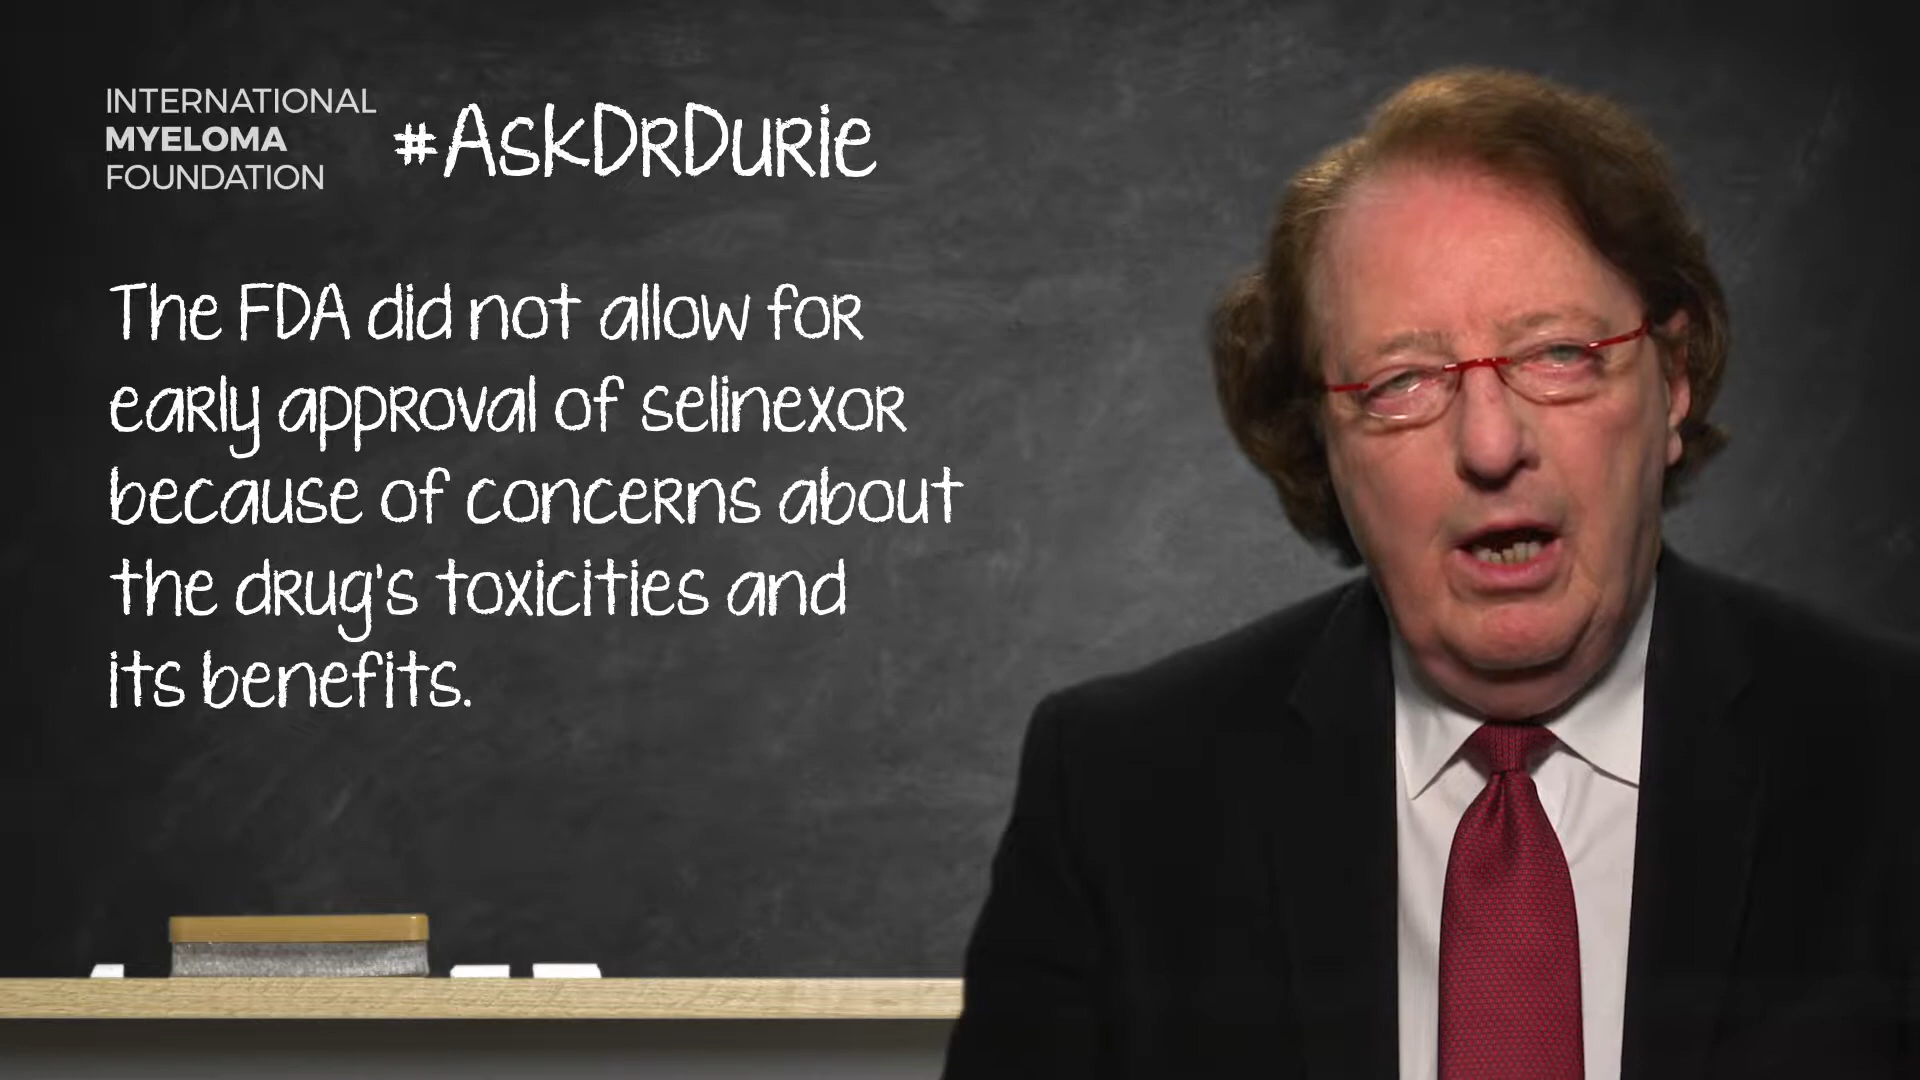 INTERNATIONAL
MYELOMA
FOUNDATION
#AskDrDurie
The FDA did not allow for
early approval of selinexor
because of concerns about
the drug's toxicities and
its benefits.